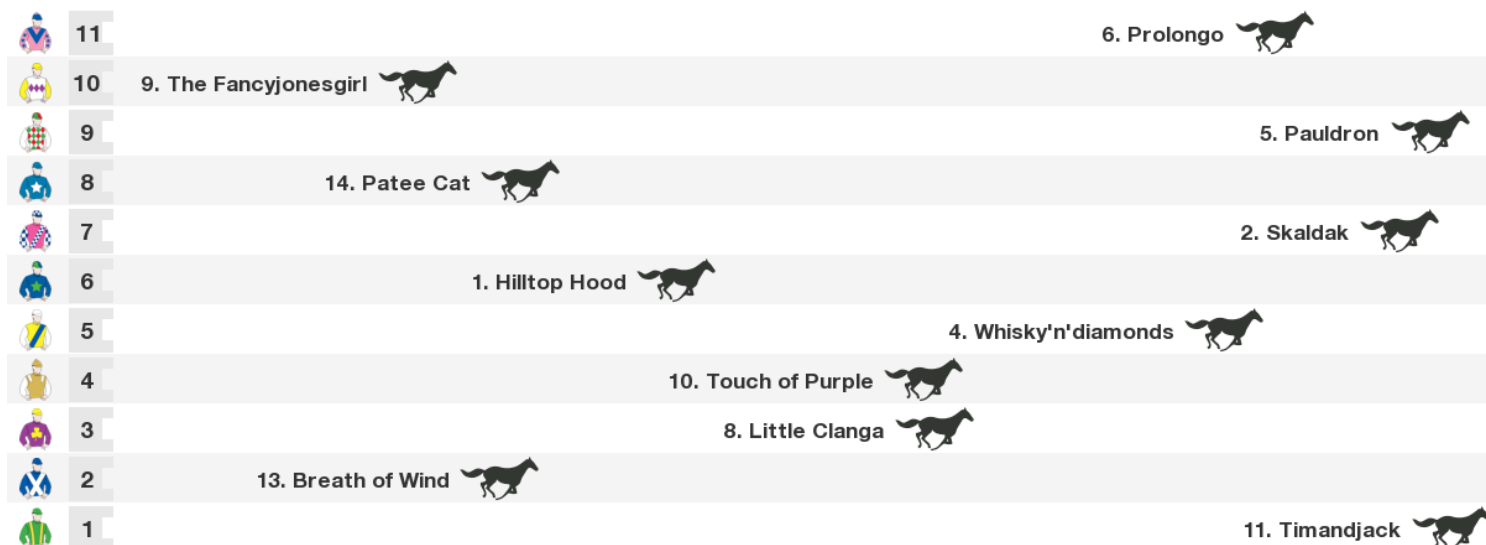 11 6. Prolongo
10 9. The Fancyjonesgirl
9 5. Pauldron
8 14. Patee Cat
7 2. Skaldak
6 1. Hilltop Hood
5 4. Whisky'n'diamonds
4 10. Touch of Purple
3 8. Little Clanga
2 13. Breath of Wind
1 11. Timandjack